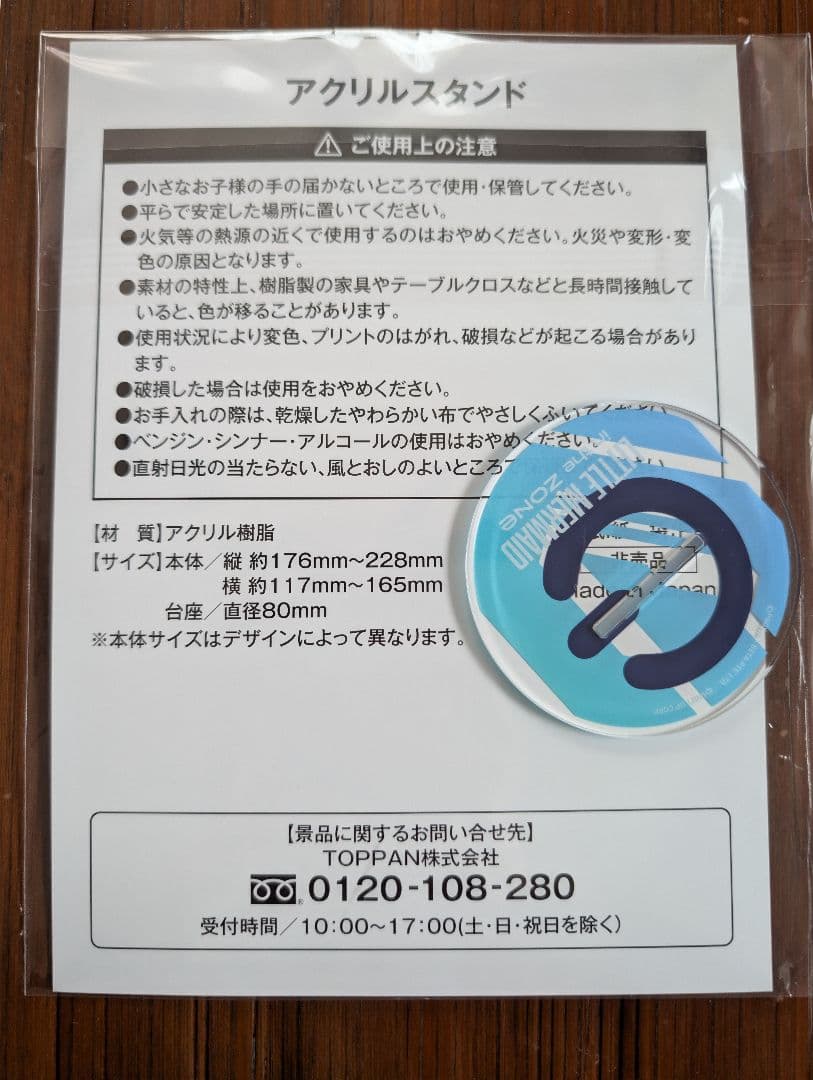 アクリルスタンド
⚠ ご使用上の注意
●小さなお子様の手の届かないところで使用・保管してください。
●平らで安定した場所に置いてください。
●火気等の熱源の近くで使用するのはおやめください。火災や変形・変
色の原因となります。
●素材の特性上、樹脂製の家具やテーブルクロスなどと長時間接触して
いると、色が移ることがあります。
●使用状況により変色、プリントのはがれ、破損などが起こる場合があり
ます。
●破損した場合は使用をおやめください。
●お手入れの際は、乾燥したやわらかい布でやさしくふいてください。
●ベンジン・シンナー・アルコールの使用はおやめください。
●直射日光の当たらない、風とおしのよいところで
【材　質】アクリル樹脂
【サイズ】本体／縦 約176mm〜228mm
横 約117mm〜165mm
台座／直径80mm
※本体サイズはデザインによって異なります。
LITTLE MERMAID
in the ZONE
非売品
Made in Japan
【景品に関するお問い合せ先】
TOPPAN株式会社
0120-108-280
受付時間／10:00〜17:00(土・日・祝日を除く)